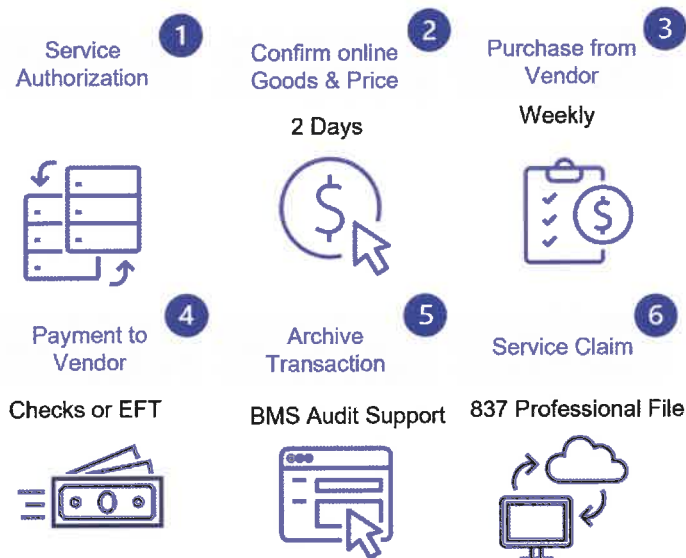 1
Service
Authorization
2
Confirm online
Goods & Price
2 Days
3
Purchase from
Vendor
Weekly
$
$
4
Payment to
Vendor
Checks or EFT
5
Archive
Transaction
BMS Audit Support
6
Service Claim
837 Professional File